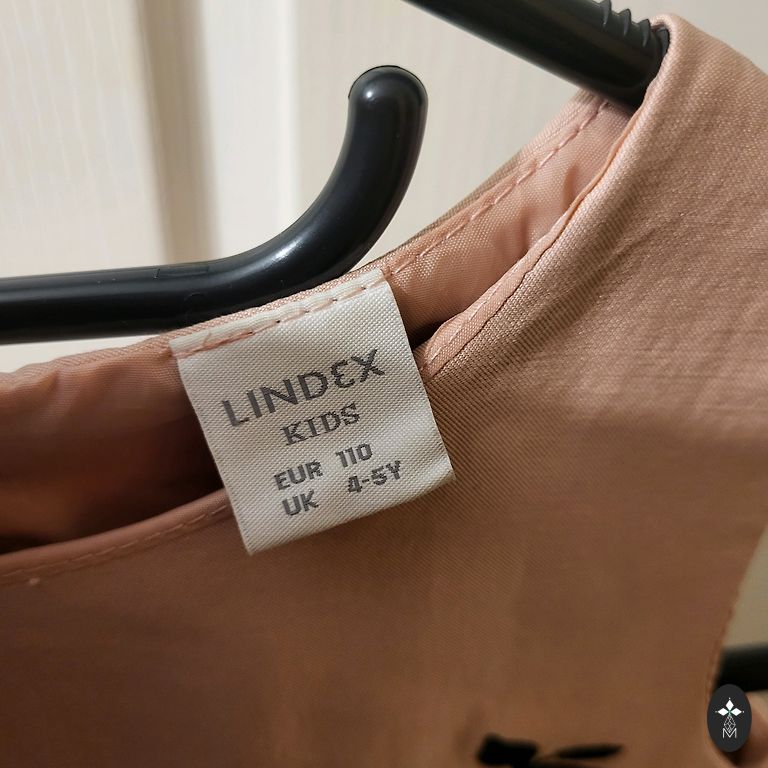 LINDEX
KIDS
EUR 110
UK 4-5Y
M